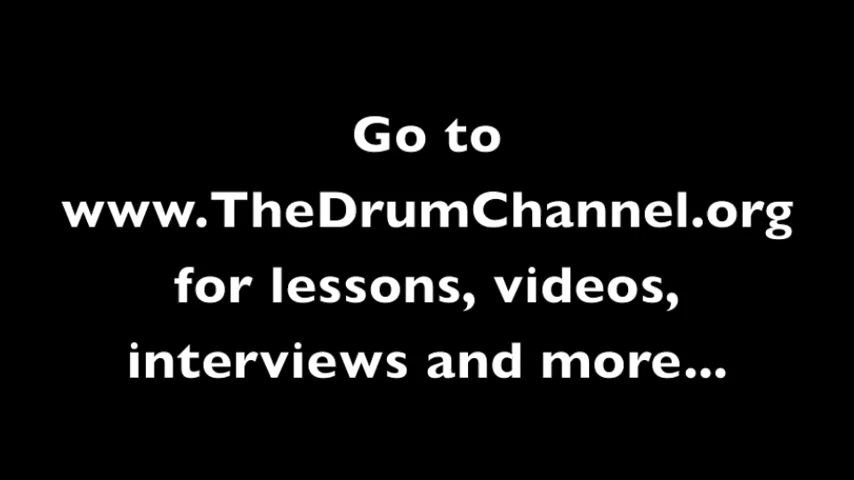 Go to
www.TheDrumChannel.org
for lessons, videos,
interviews and more...